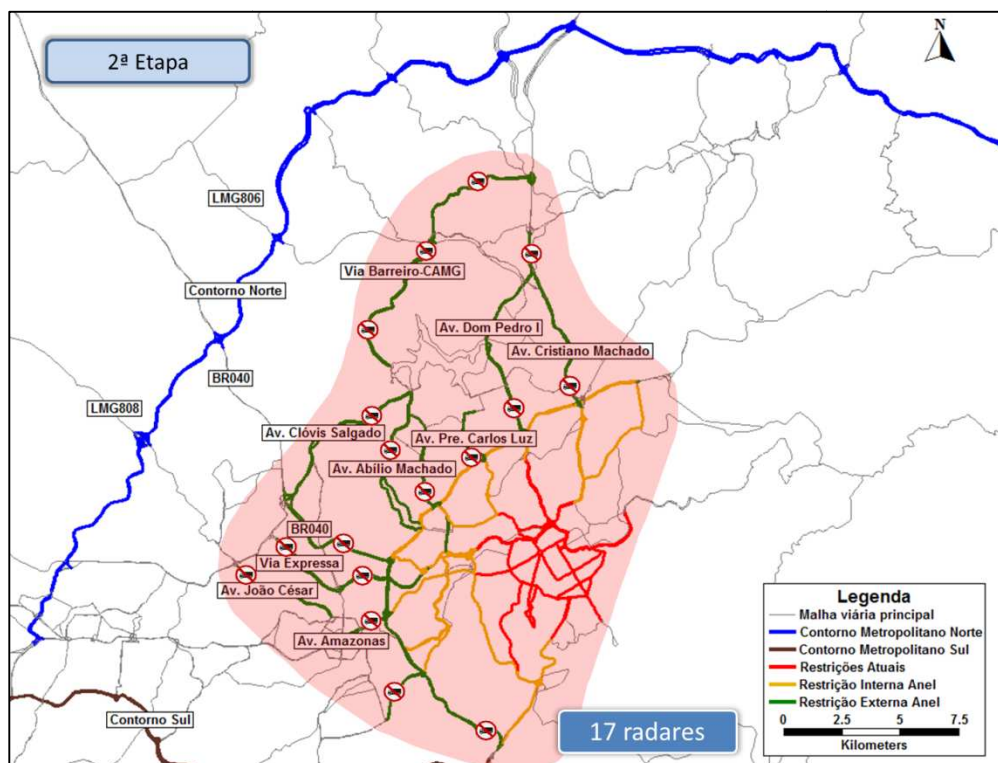 2ª Etapa
N
LMG806
Via Barreiro-CAMG
Contorno Norte
Av. Dom Pedro I
Av. Cristiano Machado
BR040
LMG808
Av. Clóvis Salgado
Av. Pre. Carlos Luz
Av. Abílio Machado
BR040
Via Expressa
Av. João César
Av. Amazonas
Contorno Sul
17 radares
Legenda
Malha viária principal
Contorno Metropolitano Norte
Contorno Metropolitano Sul
Restrições Atuais
Restrição Interna Anel
Restrição Externa Anel
0 2.5 5 7.5
Kilometers